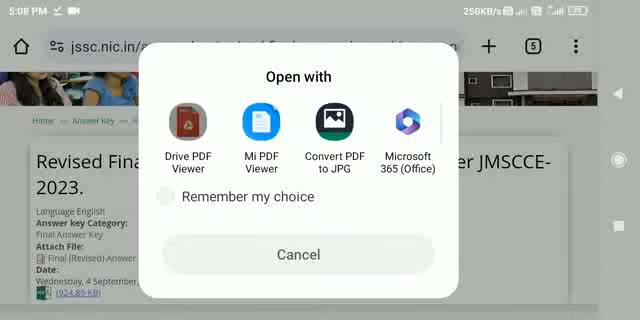 5:08 PM
250KB/s
jssc.nic.in/
5
Open with
Drive PDF Viewer
Mi PDF Viewer
Convert PDF to JPG
Microsoft 365 (Office)
Remember my choice
Cancel
Home >> Answer Key >>
Revised Fina
er JMSCCE-
2023.
Language English
Answer key Category:
Final Answer Key
Attach File:
Final (Revised) Answer
Date:
Wednesday, 4 September,
(924.89 KB)